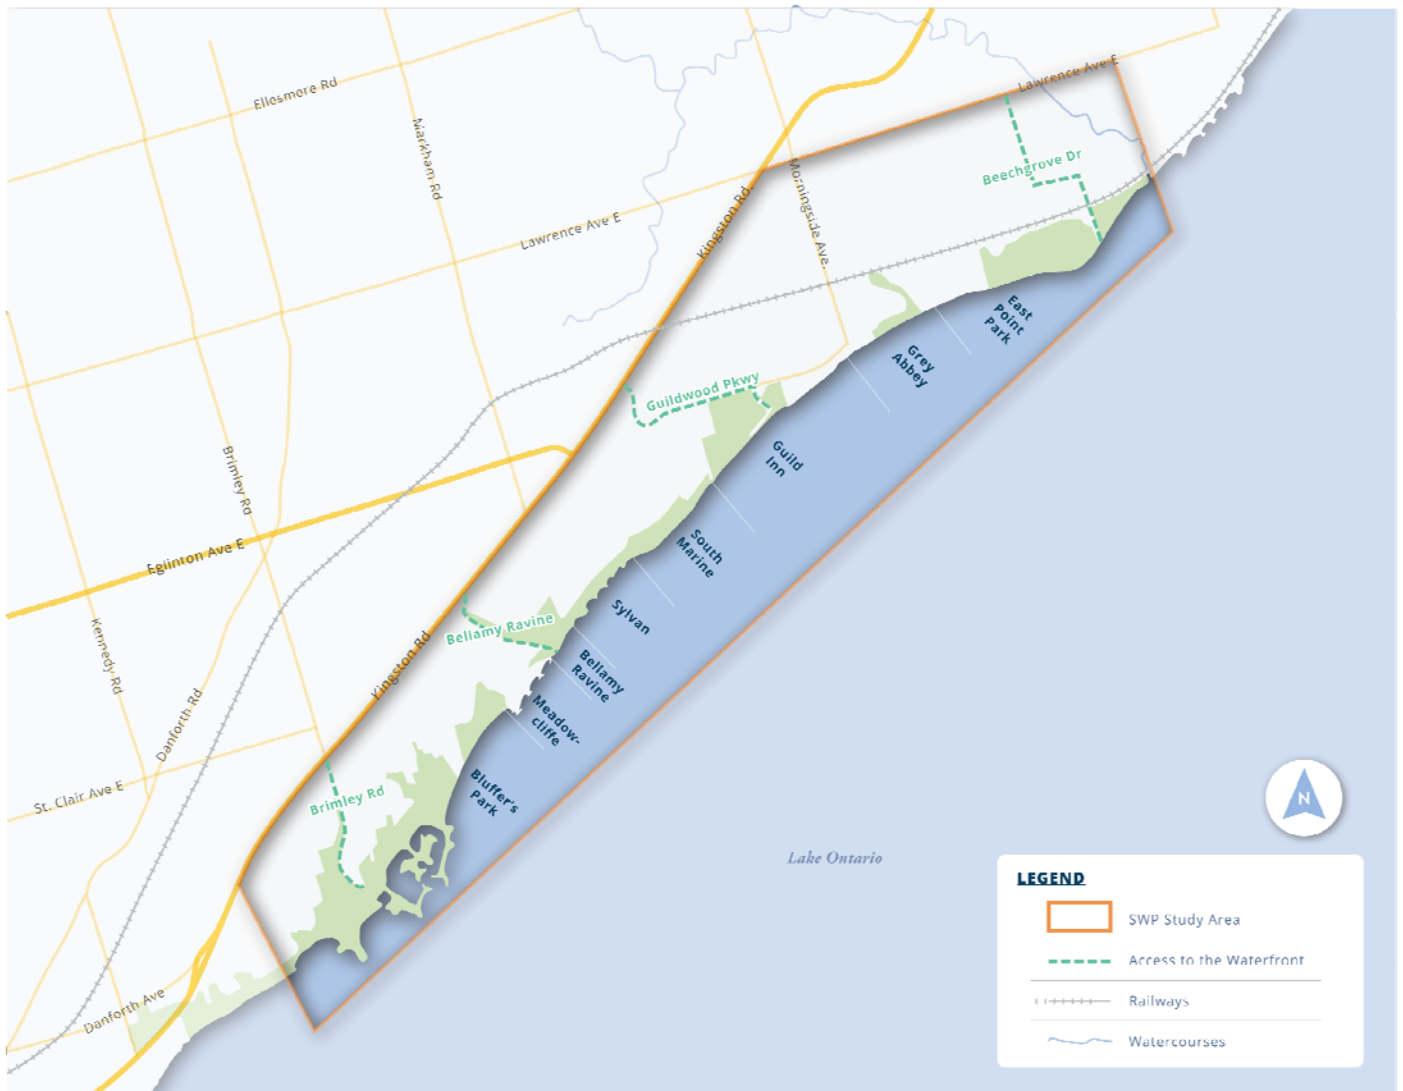 Ellesmere Rd
Markham Rd
Lawrence Ave E
Beechgrove Dr
Morningside Ave.
Kingston Rd.
Lawrence Ave E
East
Point
Park
Grey
Abbey
Guildwood Pkwy
Guild
Inn
Brimley Rd
Eglinton Ave E
South
Marine
Sylvan
Bellamy Ravine
Bellamy
Ravine
Kennedy Rd
Kingston Rd
Danforth Rd
Meadow-
cliffe
St. Clair Ave E
Brimley Rd
Bluffer's
Park
N
Lake Ontario
Danforth Ave
LEGEND
SWP Study Area
Access to the Waterfront
Railways
Watercourses